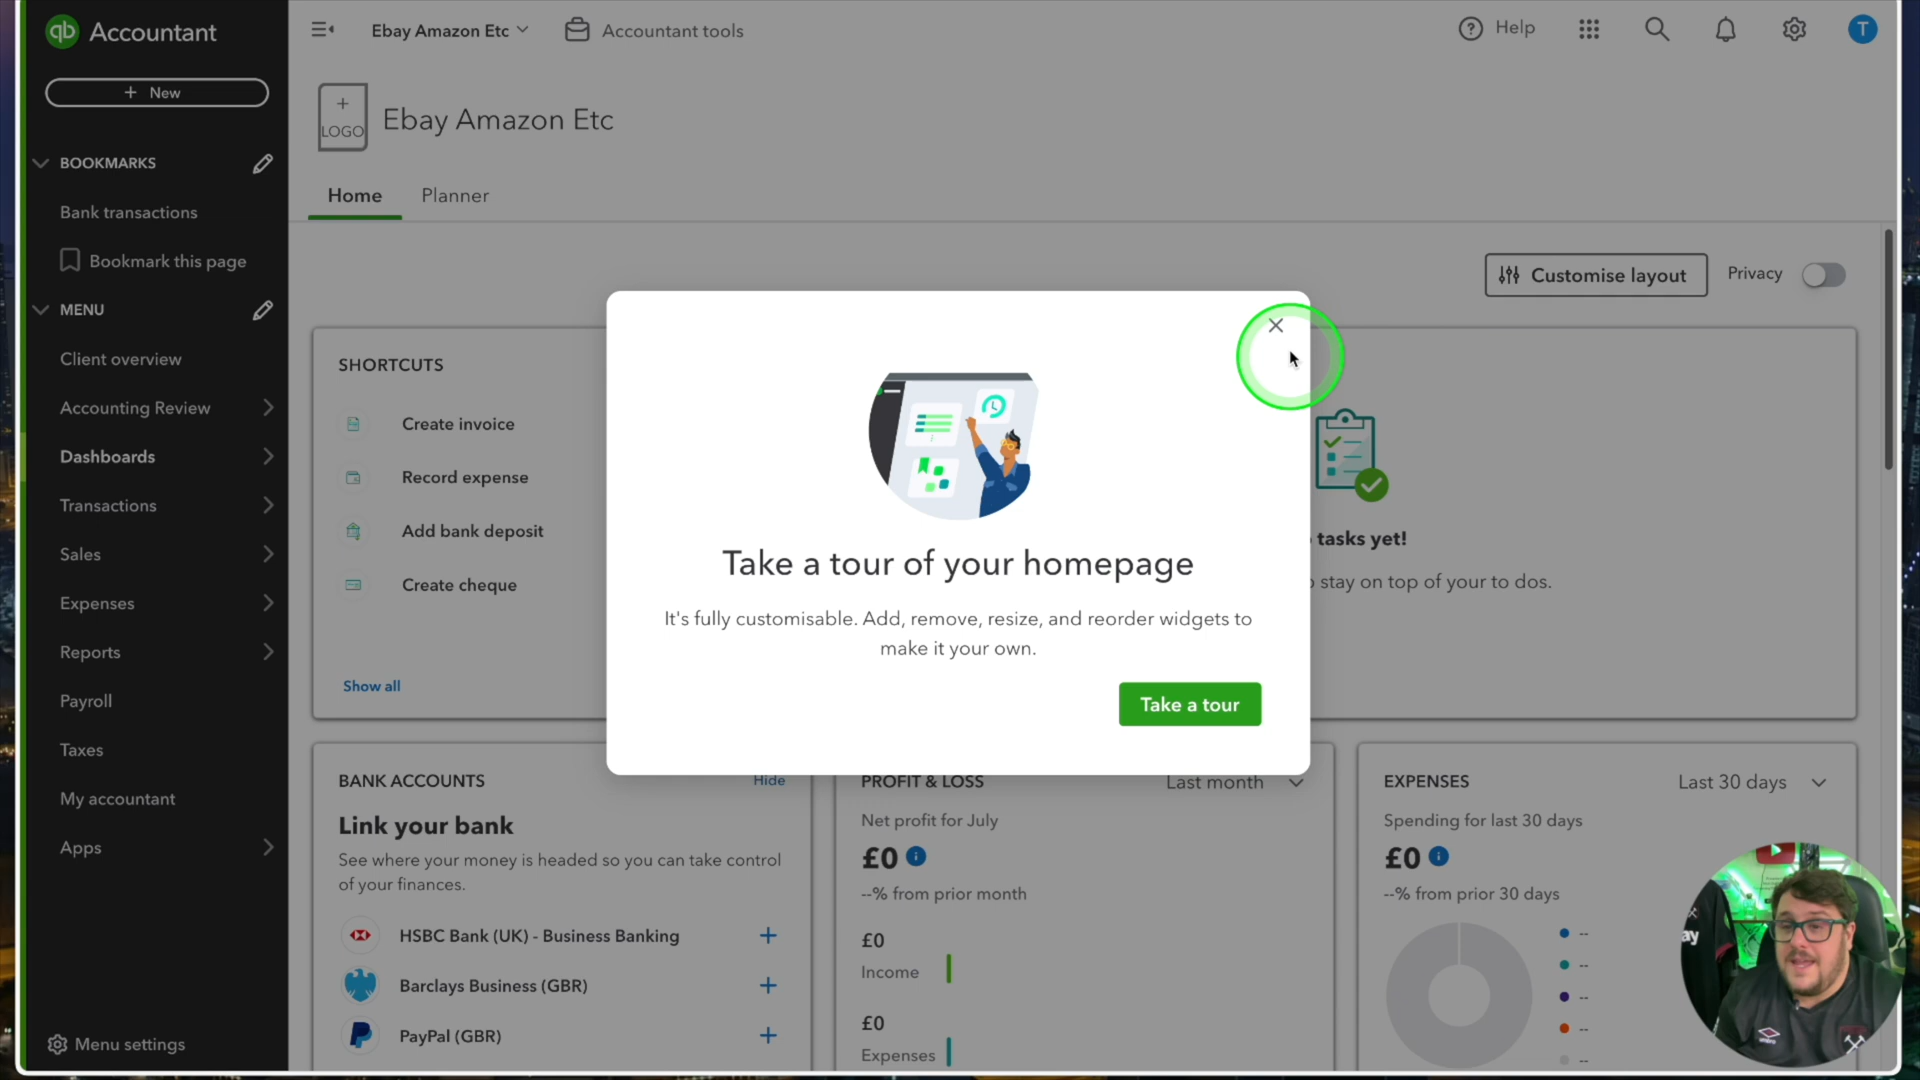 qb Accountant
Ebay Amazon Etc
Accountant tools
Help
T
+ New
+
LOGO
Ebay Amazon Etc
BOOKMARKS
Bank transactions
Bookmark this page
MENU
Client overview
Accounting Review
Dashboards
Transactions
Sales
Expenses
Reports
Payroll
Taxes
My accountant
Apps
Menu settings
Home
Planner
Customise layout
Privacy
SHORTCUTS
Create invoice
Record expense
Add bank deposit
Create cheque
Show all
Take a tour of your homepage
It's fully customisable. Add, remove, resize, and reorder widgets to
make it your own.
Take a tour
tasks yet!
stay on top of your to dos.
BANK ACCOUNTS
Hide
Link your bank
See where your money is headed so you can take control
of your finances.
HSBC Bank (UK) - Business Banking
Barclays Business (GBR)
PayPal (GBR)
PROFIT & LOSS
Last month
Net profit for July
£0
--% from prior month
£0
Income
£0
Expenses
EXPENSES
Last 30 days
Spending for last 30 days
£0
--% from prior 30 days
--
--
--
--
--